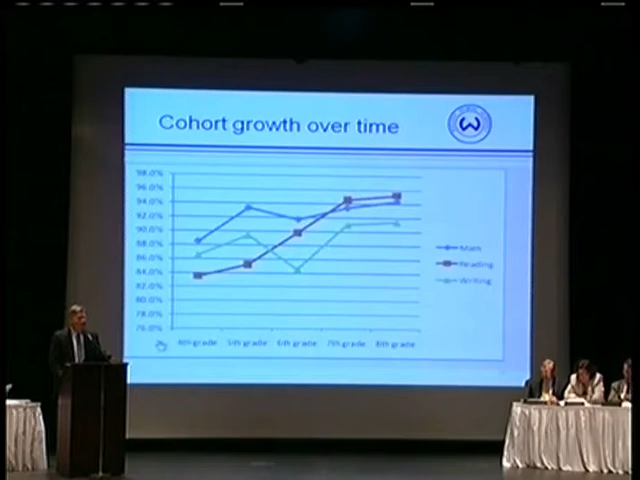 Cohort growth over time
W
98.0%
96.0%
94.0%
92.0%
90.0%
88.0%
86.0%
84.0%
82.0%
80.0%
78.0%
76.0%
4th grade 5th grade 6th grade 7th grade 8th grade
Math
Reading
Writing